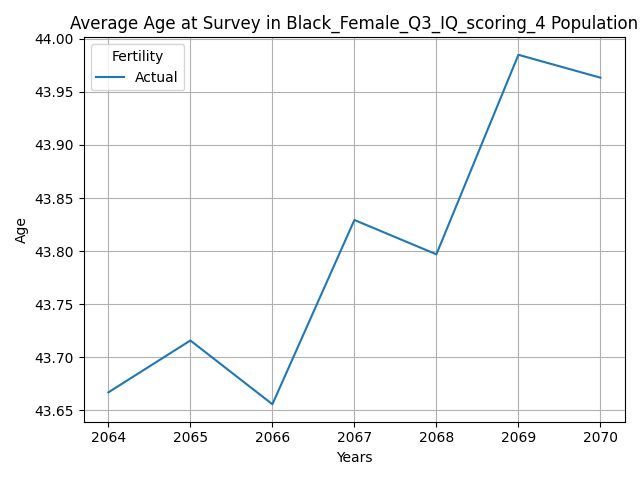 Average Age at Survey in Black_Female_Q3_IQ_scoring_4 Population
Fertility
Actual
44.00
43.95
43.90
43.85
43.80
43.75
43.70
43.65
Age
2064 2065 2066 2067 2068 2069 2070
Years